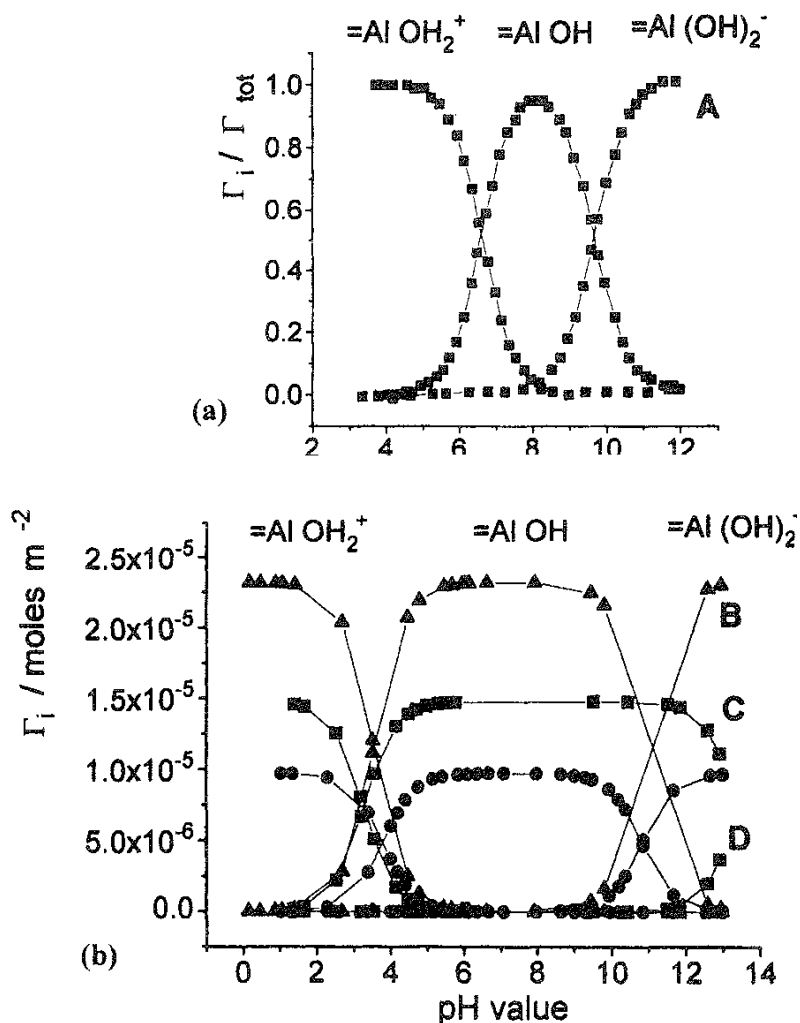 =Al OH₂⁺ =Al OH =Al (OH)₂⁻
A
Γᵢ / Γ tot
1.0
0.8
0.6
0.4
0.2
0.0
(a)
2 4 6 8 10 12
=Al OH₂⁺ =Al OH =Al (OH)₂⁻
B
C
D
Γᵢ / moles m ⁻²
2.5x10⁻⁵
2.0x10⁻⁵
1.5x10⁻⁵
1.0x10⁻⁵
5.0x10⁻⁶
0.0
(b)
0 2 4 6 8 10 12 14
pH value